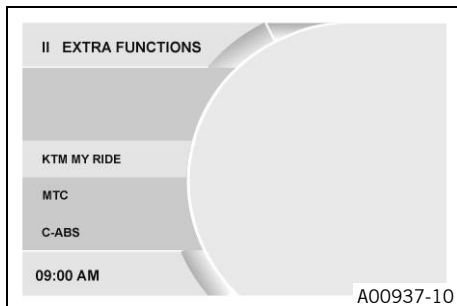 II EXTRA FUNCTIONS
KTM MY RIDE
MTC
C-ABS
09:00 AM
A00937-10